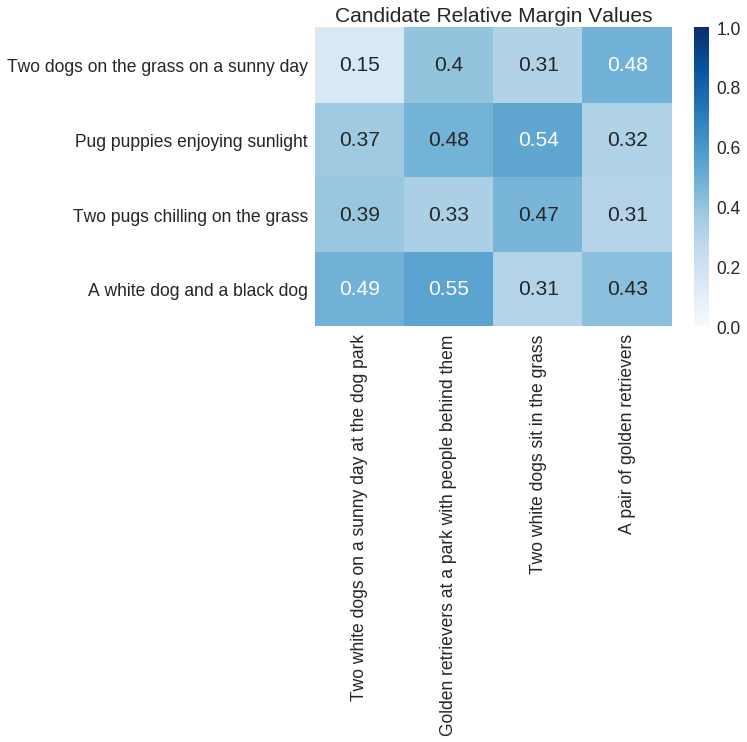 Candidate Relative Margin Values
Two dogs on the grass on a sunny day
0.15 0.4 0.31 0.48
Pug puppies enjoying sunlight
0.37 0.48 0.54 0.32
Two pugs chilling on the grass
0.39 0.33 0.47 0.31
A white dog and a black dog
0.49 0.55 0.31 0.43
1.0
0.8
0.6
0.4
0.2
0.0
Two white dogs on a sunny day at the dog park
Golden retrievers at a park with people behind them
Two white dogs sit in the grass
A pair of golden retrievers